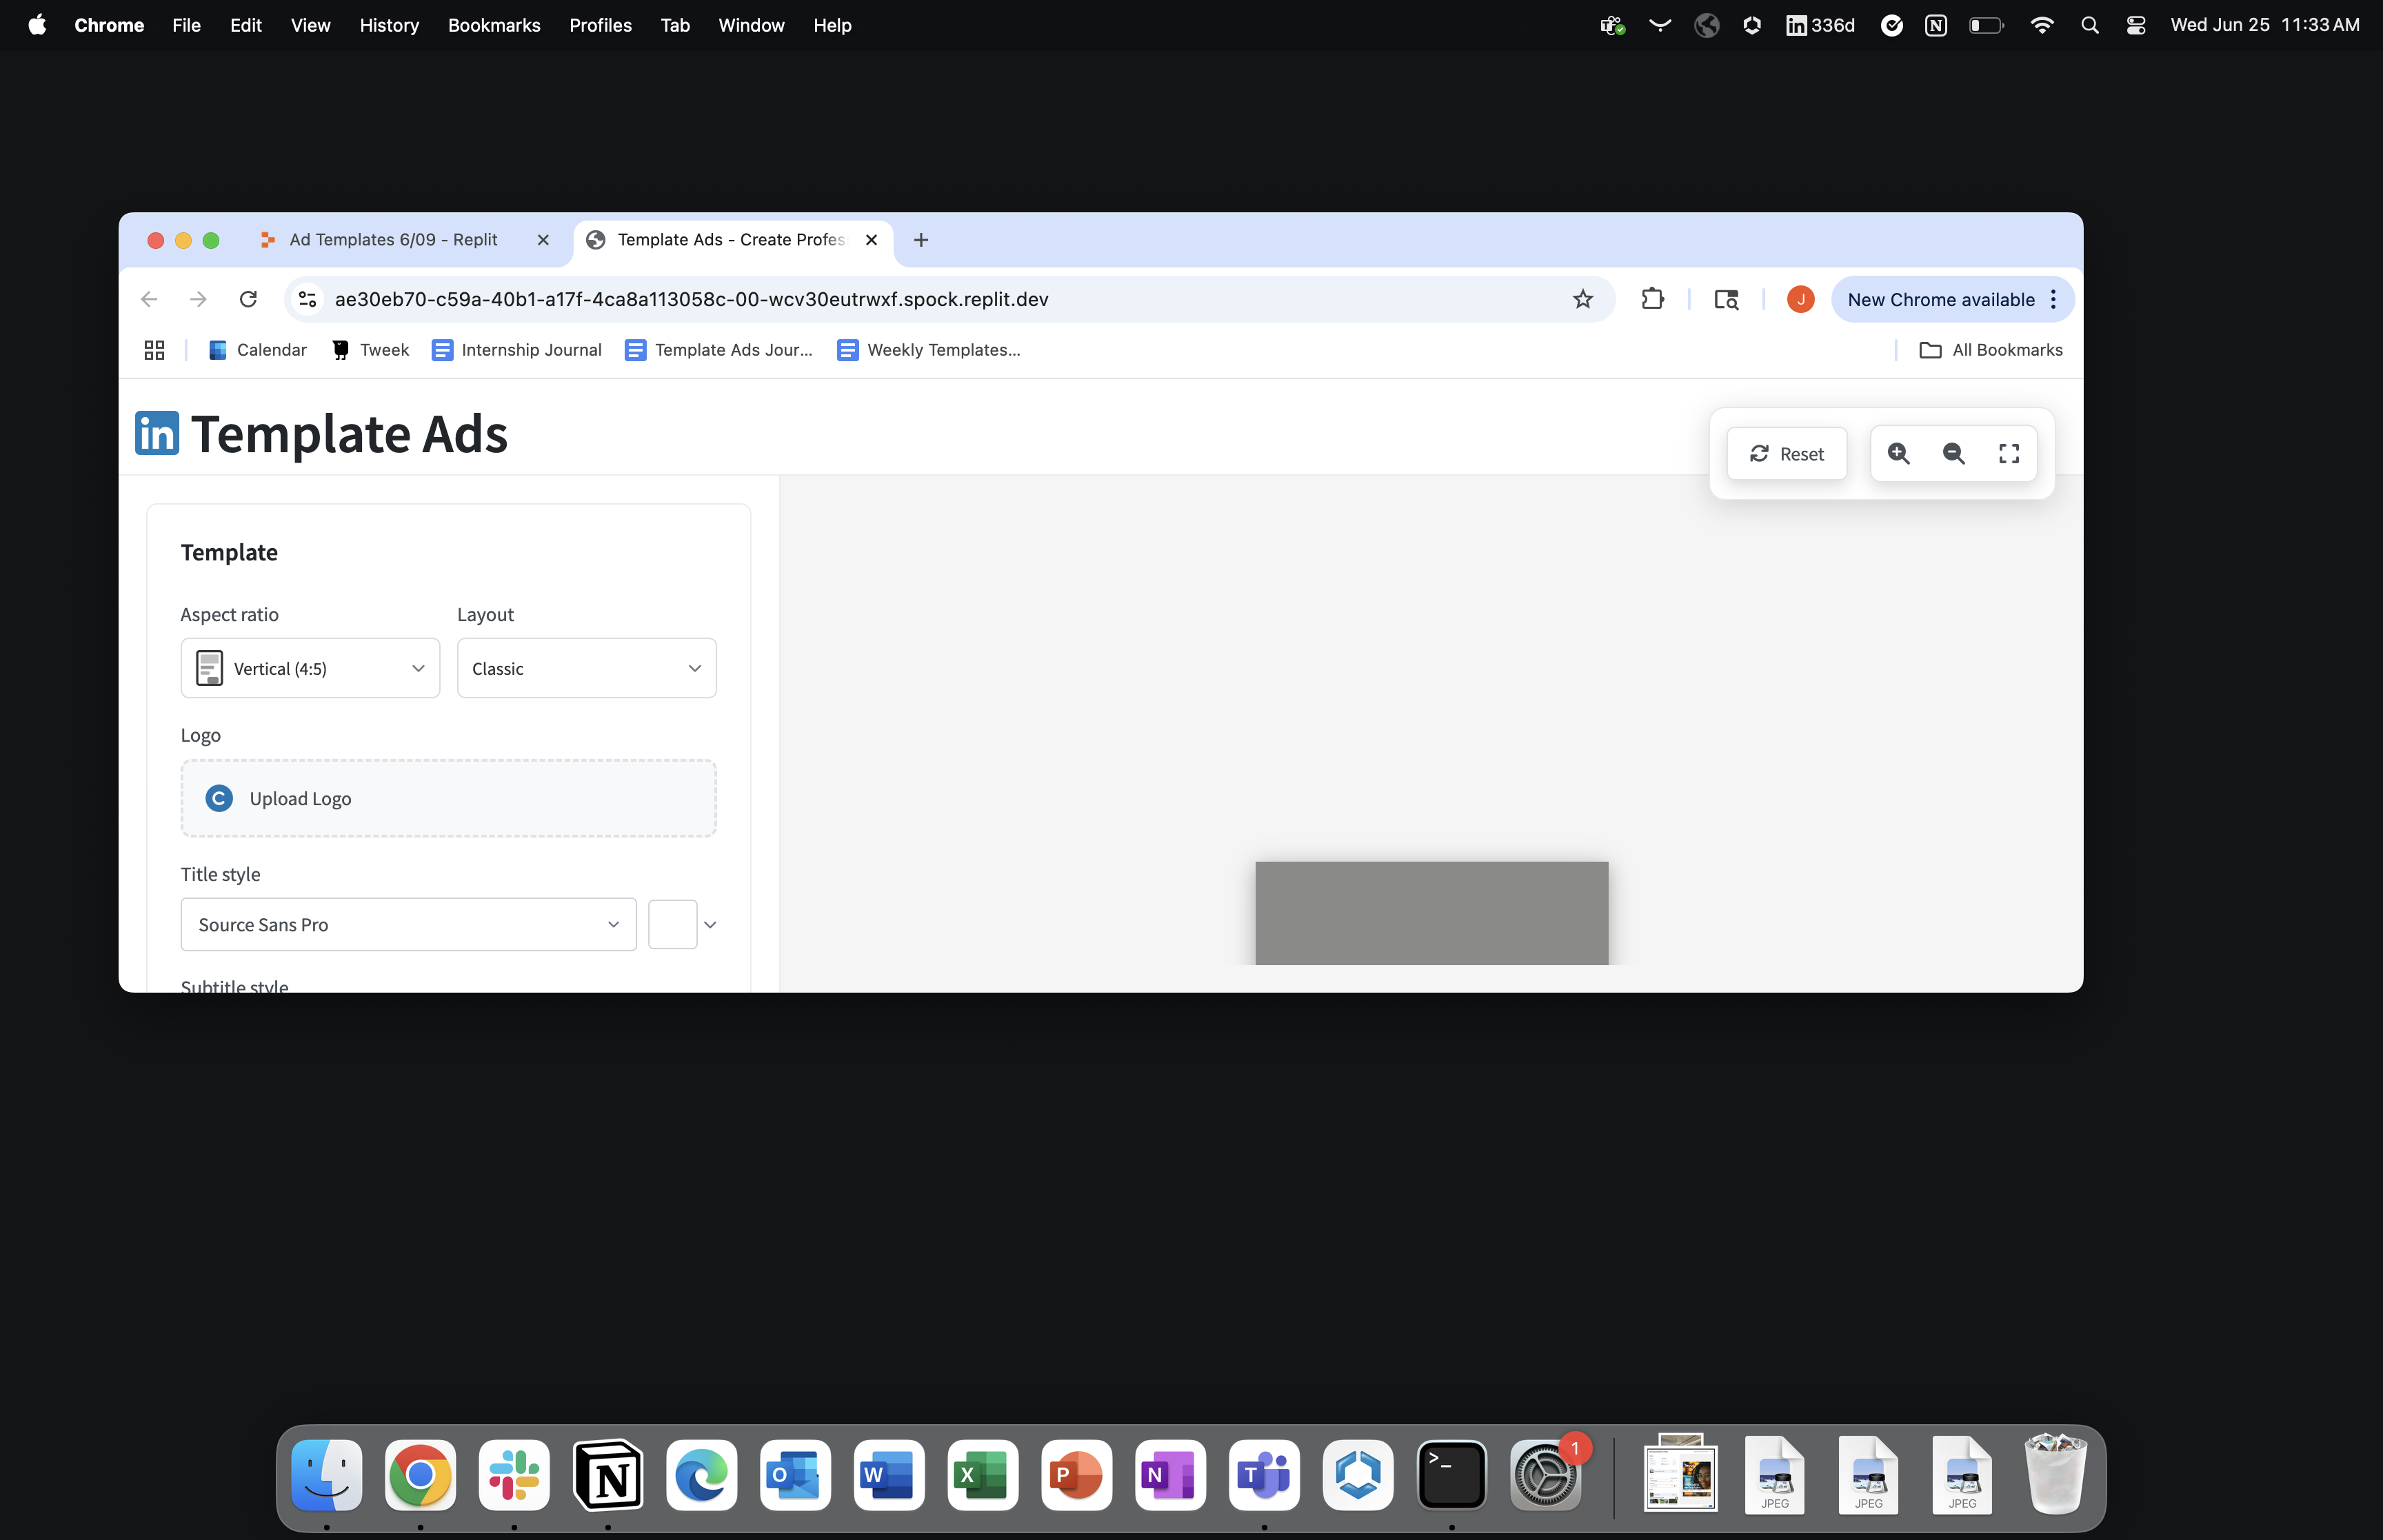 Chrome File Edit View History Bookmarks Profiles Tab Window Help
in 336d N Wed Jun 25 11:33 AM
Ad Templates 6/09 - Replit
Template Ads - Create Profes
ae30eb70-c59a-40b1-a17f-4ca8a113058c-00-wcv30eutrwxf.spock.replit.dev
J
New Chrome available
Calendar Tweek Internship Journal Template Ads Jour... Weekly Templates...
All Bookmarks
in Template Ads
Reset
Template
Aspect ratio Layout
Vertical (4:5) Classic
Logo
C Upload Logo
Title style
Source Sans Pro
Subtitle style
N O W X P N T >_ 1
JPEG JPEG JPEG